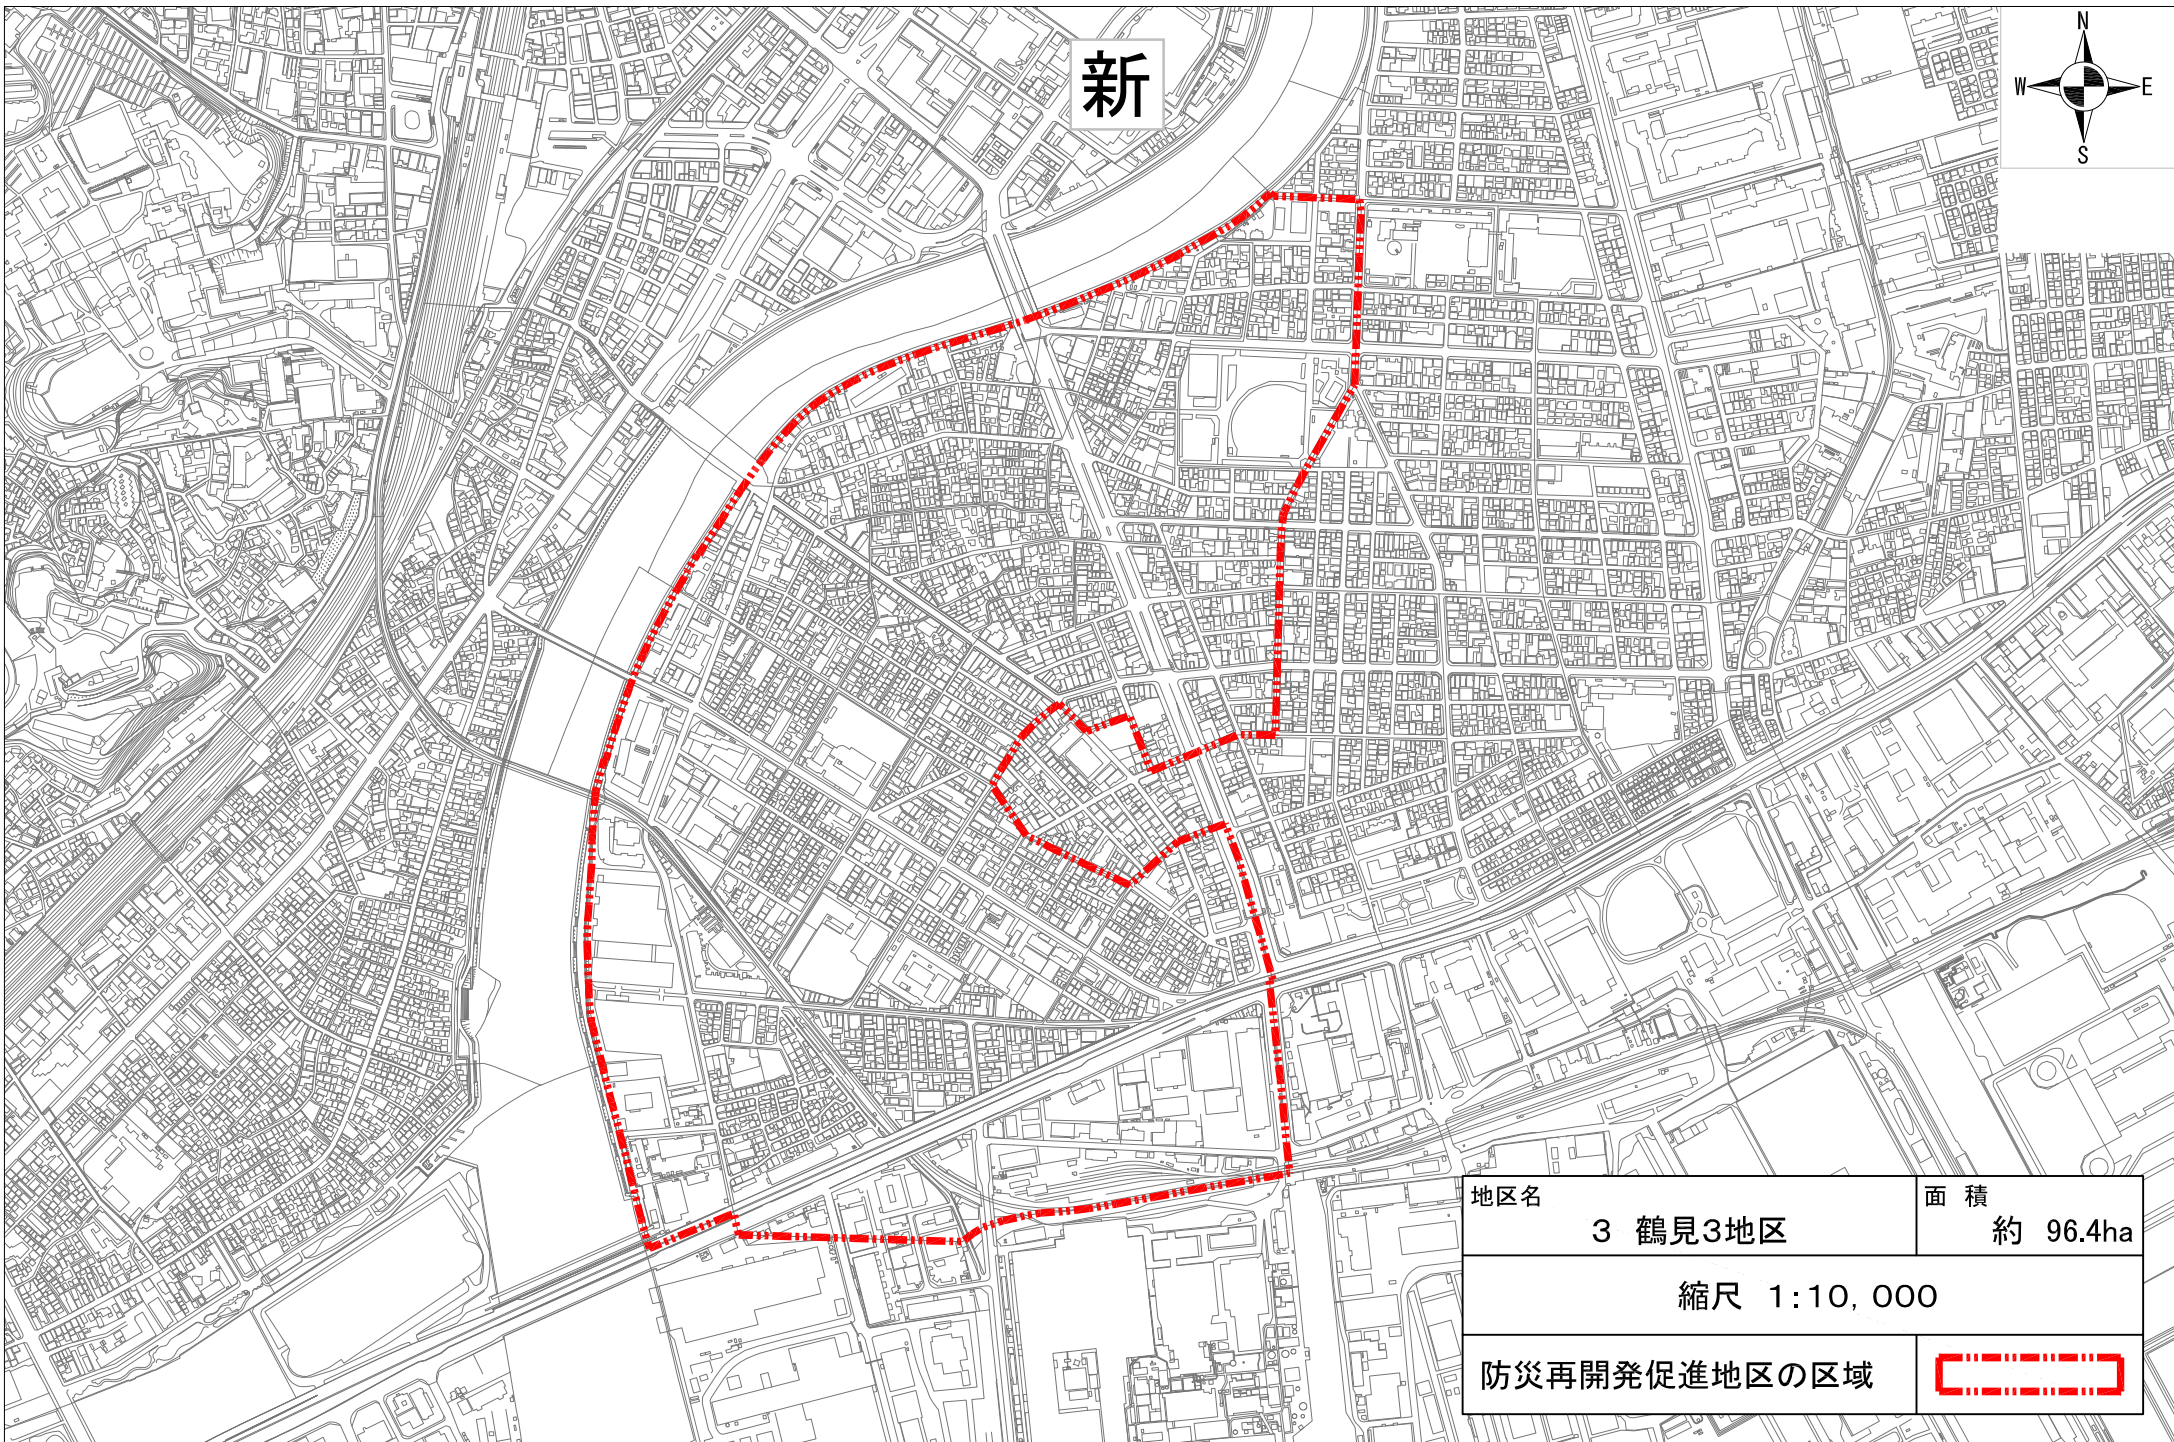 新
N
W E
S
地区名
3 鶴見3地区
面 積
約 96.4ha
縮尺 1:10,000
防災再開発促進地区の区域